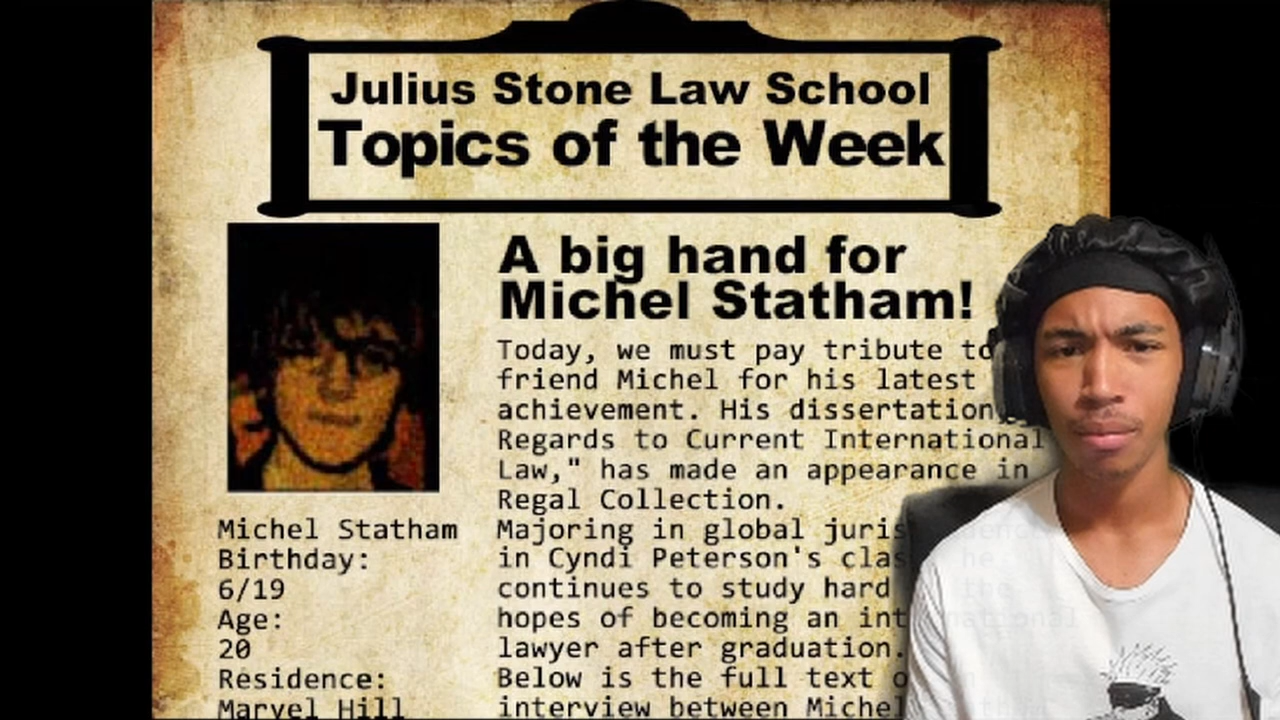 Julius Stone Law School
Topics of the Week
A big hand for
Michel Statham!
Today, we must pay tribute to
friend Michel for his latest
achievement. His dissertation,
Regards to Current International
Law," has made an appearance in
Regal Collection.
Majoring in global
in Cyndi Peterson's he
continues to study hard the
hopes of becoming an international
lawyer after graduation.
Below is the full text
interview between Michel
Michel Statham
Birthday:
6/19
Age:
20
Residence:
Marvel Hill